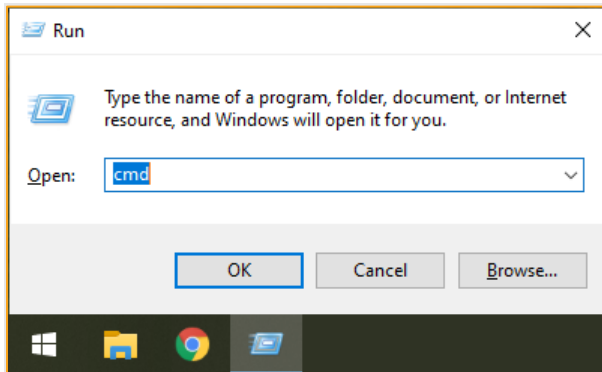 Run
Type the name of a program, folder, document, or Internet
resource, and Windows will open it for you.
Open: cmd
OK Cancel Browse...